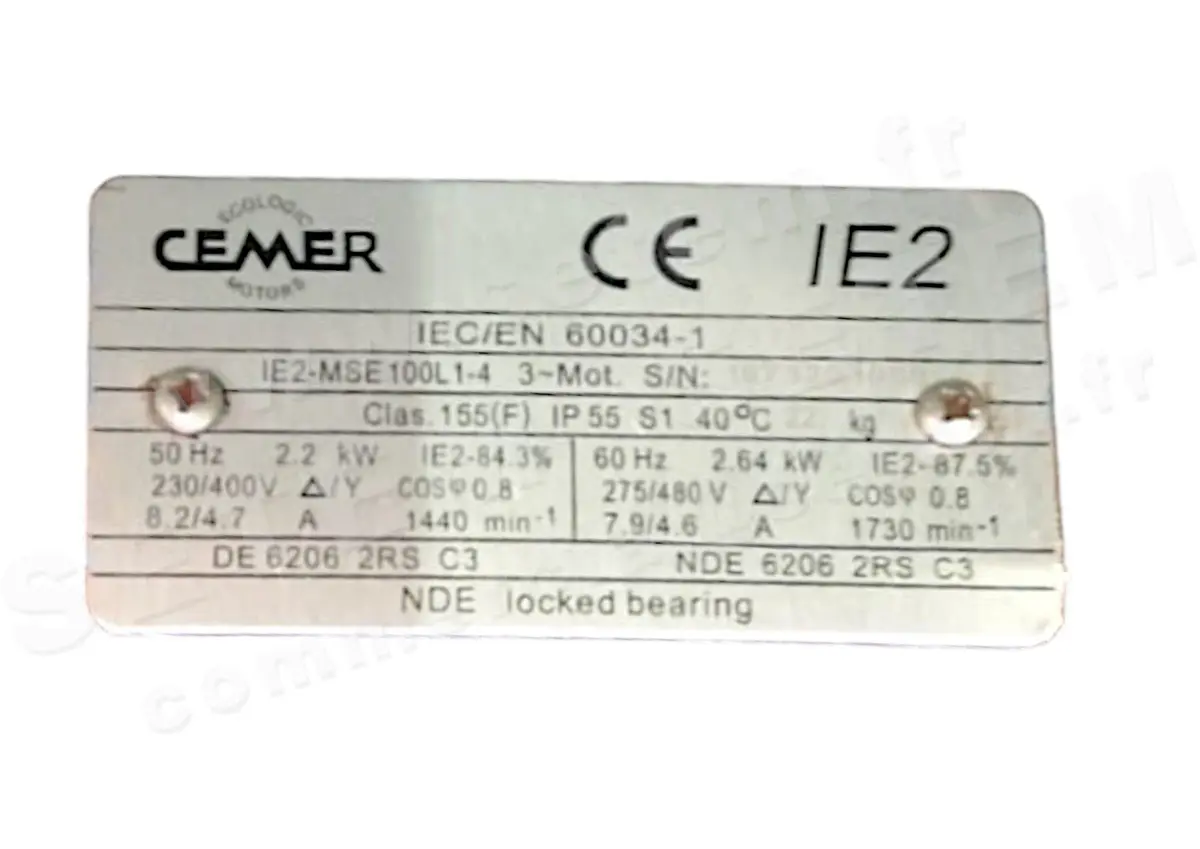 ECOLOGIC
CEMER
MOTORS
CE IE2
IEC/EN 60034-1
IE2-MSE100L1-4 3~Mot. S/N:
Clas.155(F) IP55 S1 40°C 22 kg
50 Hz 2.2 kW IE2-84.3% 60 Hz 2.64 kW IE2-87.5%
230/400V Δ/Y COSφ0.8 275/480V Δ/Y COSφ 0.8
8.2/4.7 A 1440 min-1 7.9/4.6 A 1730 min-1
DE 6206 2RS C3 NDE 6206 2RS C3
NDE locked bearing